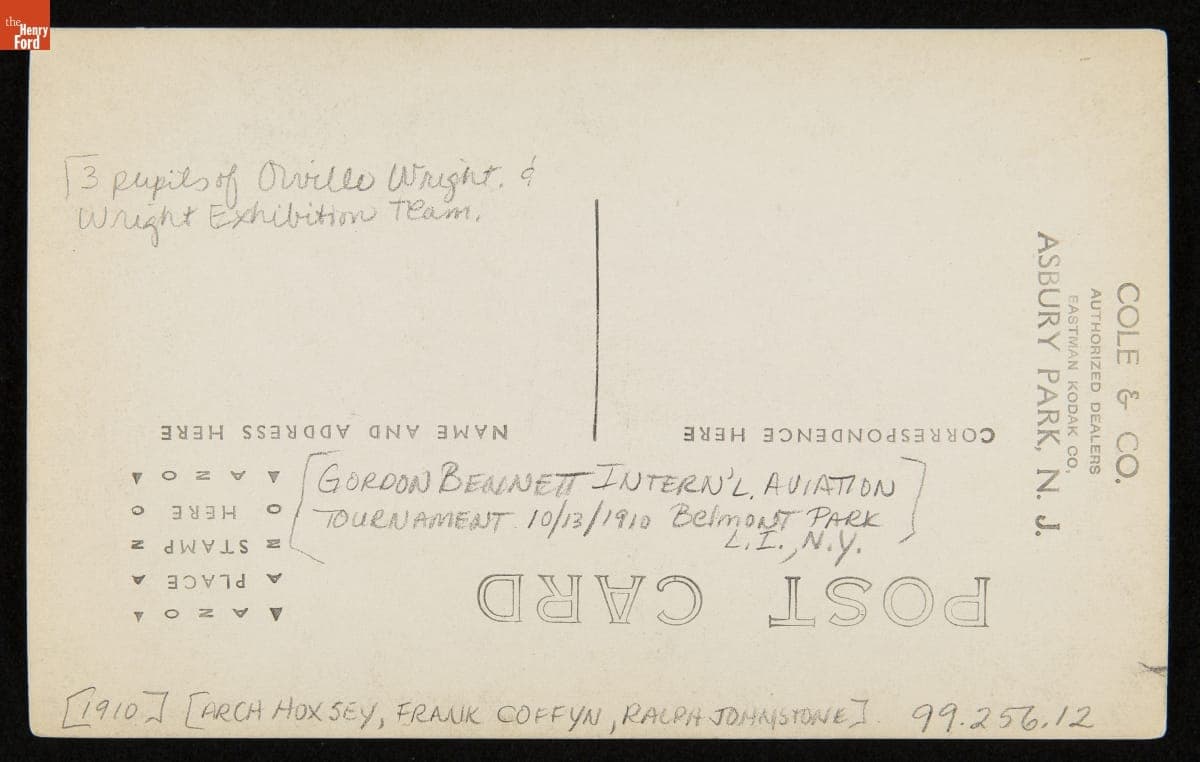 the
Henry
Ford
[3 pupils of Orville Wright. &
Wright Exhibition Team.
COLE & CO.
AUTHORIZED DEALERS
EASTMAN KODAK CO.
ASBURY PARK, N. J.
CORRESPONDENCE HERE
NAME AND ADDRESS HERE
[GORDON BENNETT INTERN'L. AVIATION
TOURNAMENT 10/13/1910 Belmont PARK
L.I., N.Y.]
POST CARD
AZO
PLACE
STAMP
HERE
AZO
[1910] [ARCH HOXSEY, FRANK COFFYN, RALPH JOHNSTONE] 99.256.12